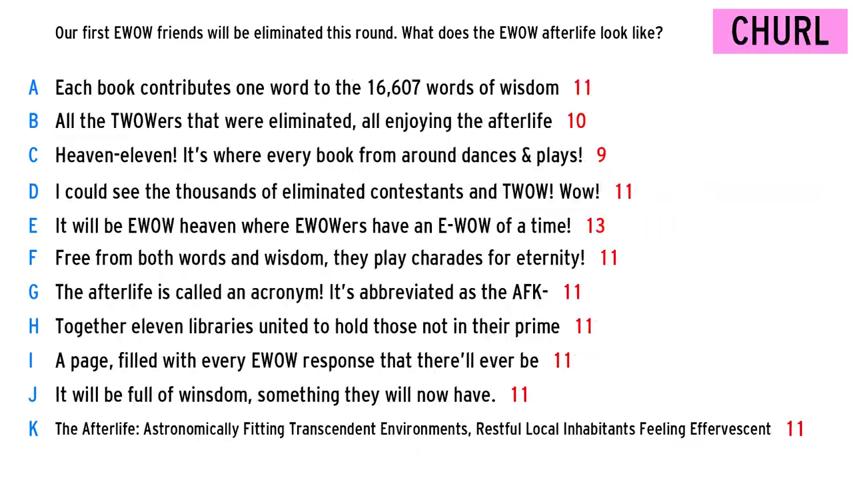 Our first EWOW friends will be eliminated this round. What does the EWOW afterlife look like?
CHURL
A Each book contributes one word to the 16,607 words of wisdom 11
B All the TWOWers that were eliminated, all enjoying the afterlife 10
C Heaven-eleven! It's where every book from around dances & plays! 9
D I could see the thousands of eliminated contestants and TWOW! Wow! 11
E It will be EWOW heaven where EWOWers have an E-WOW of a time! 13
F Free from both words and wisdom, they play charades for eternity! 11
G The afterlife is called an acronym! It's abbreviated as the AFK- 11
H Together eleven libraries united to hold those not in their prime 11
I A page, filled with every EWOW response that there'll ever be 11
J It will be full of winsdom, something they will now have. 11
K The Afterlife: Astronomically Fitting Transcendent Environments, Restful Local Inhabitants Feeling Effervescent 11